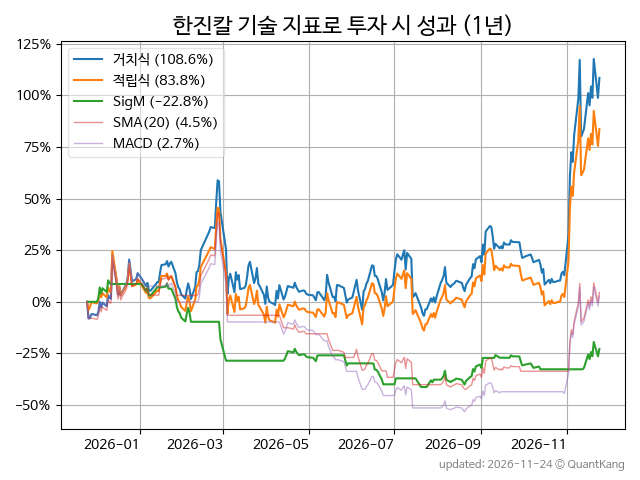 한진칼 기술 지표로 투자 시 성과 (1년)
125%
100%
75%
50%
25%
0%
−25%
−50%
거치식 (108.6%)
적립식 (83.8%)
SigM (−22.8%)
SMA(20) (4.5%)
MACD (2.7%)
2026-01
2026-03
2026-05
2026-07
2026-09
2026-11
updated: 2026-11-24 © QuantKang